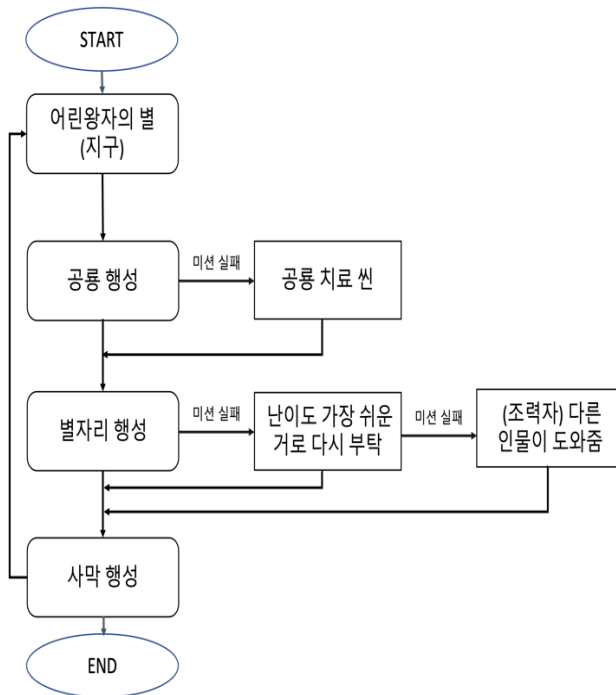 START
어린왕자의 별
(지구)
공룡 행성
미션 실패
공룡 치료 씬
별자리 행성
미션 실패
난이도 가장 쉬운
거로 다시 부탁
미션 실패
(조력자) 다른
인물이 도와줌
사막 행성
END